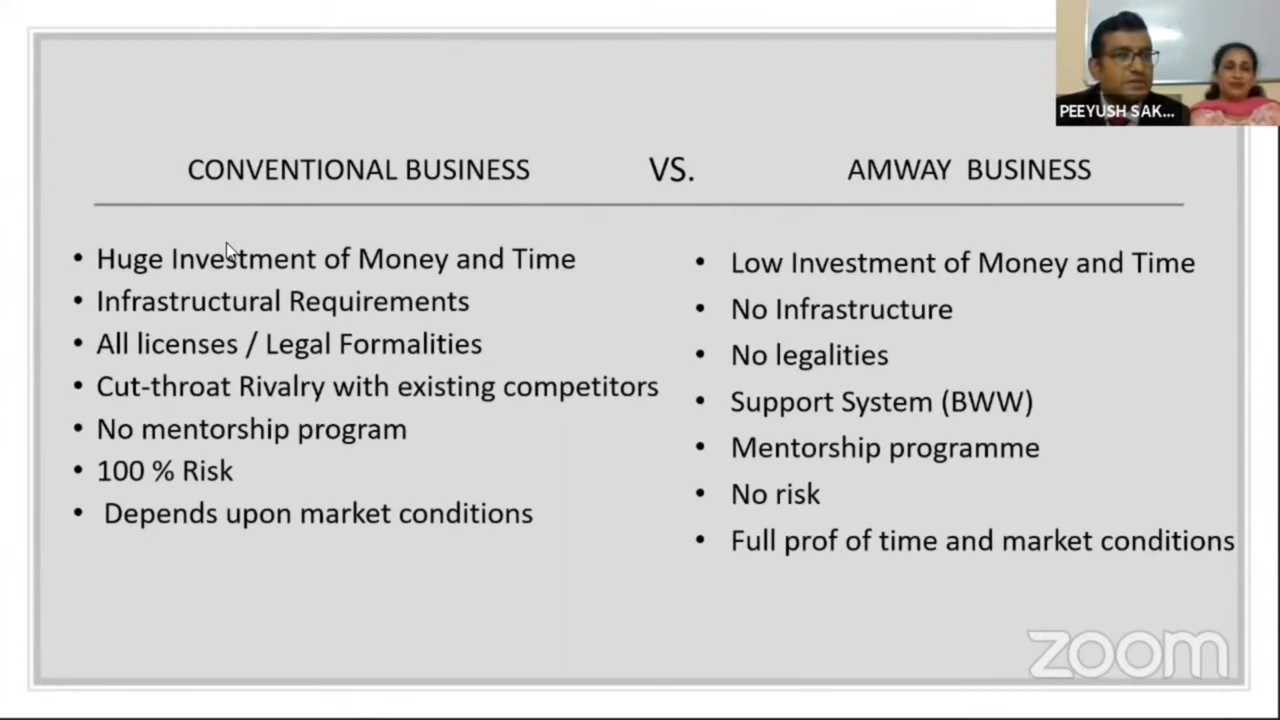 PEEYUSH SAK...
CONVENTIONAL BUSINESS
VS.
AMWAY BUSINESS
• Huge Investment of Money and Time
• Infrastructural Requirements
• All licenses / Legal Formalities
• Cut-throat Rivalry with existing competitors
• No mentorship program
• 100 % Risk
• Depends upon market conditions
• Low Investment of Money and Time
• No Infrastructure
• No legalities
• Support System (BWW)
• Mentorship programme
• No risk
• Full prof of time and market conditions
zoom